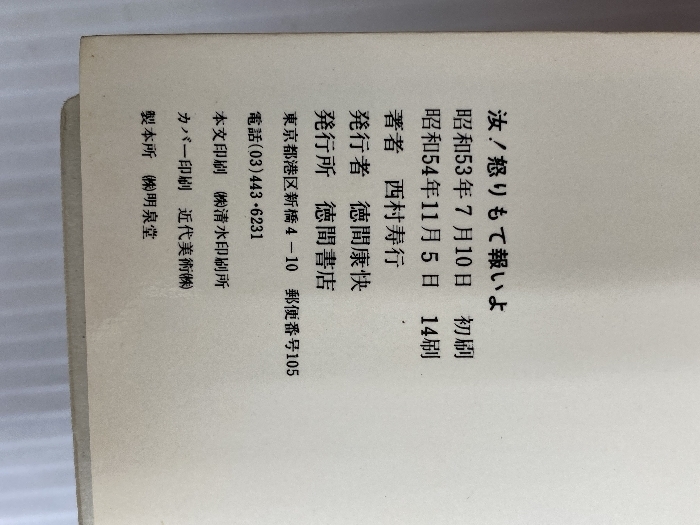 汝!怒りもて報いよ
昭和53年7月10日 初刷
昭和54年11月5日 14刷
著者 西村寿行
発行者 徳間康快
発行所 徳間書店
東京都港区新橋4-10 郵便番号105
電話(03)443・6231
本文印刷 ㈱清水印刷所
カバー印刷 近代美術㈱
製本所 ㈱明泉堂